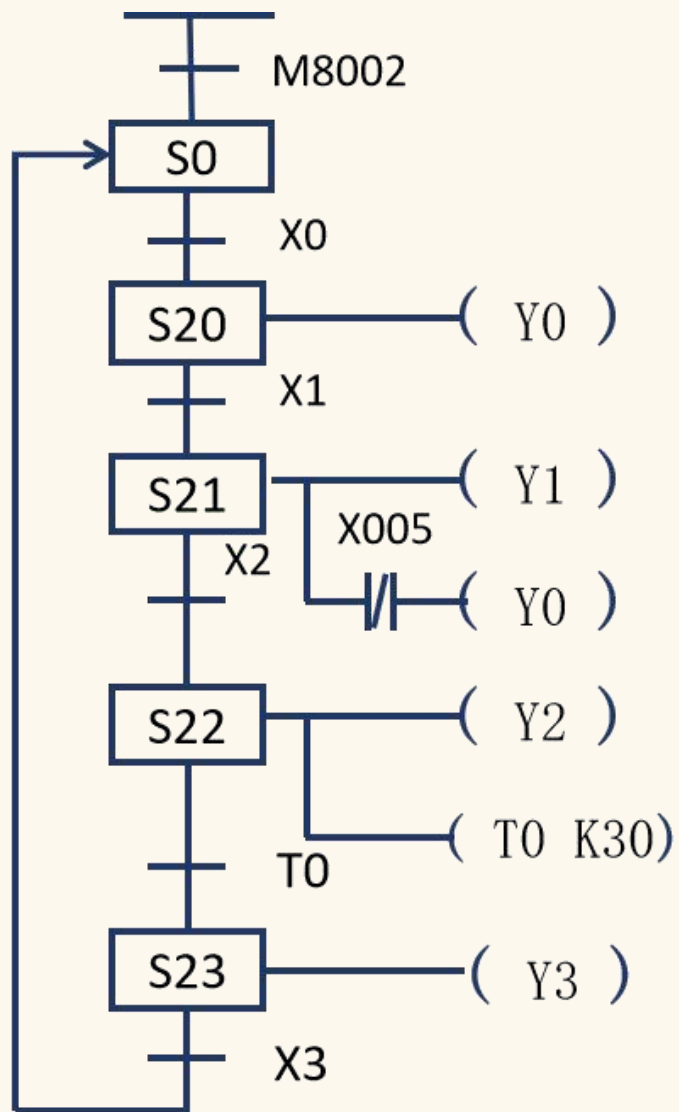 M8002
S0
X0
S20
( Y0 )
X1
S21
( Y1 )
X005
X2
( Y0 )
S22
( Y2 )
( T0 K30)
T0
S23
( Y3 )
X3